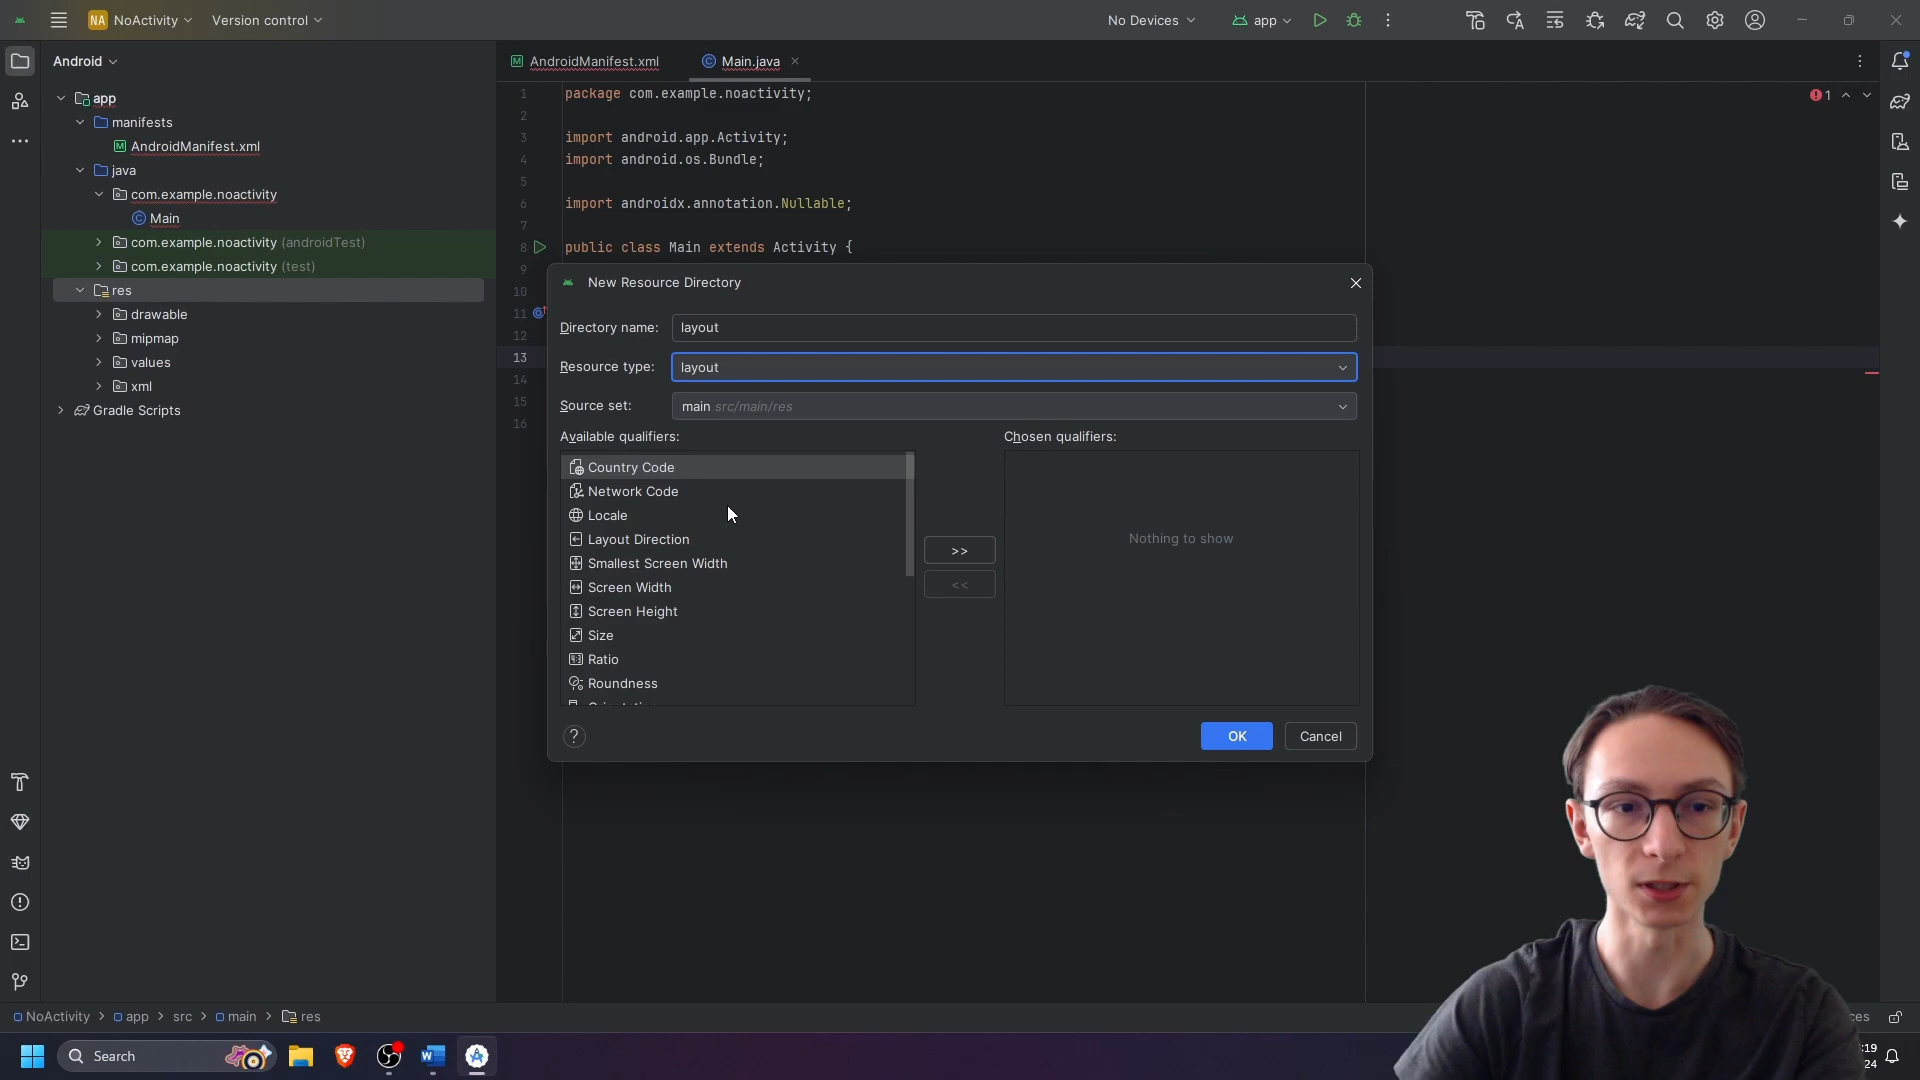 NA NoActivity Version control No Devices app
Android
AndroidManifest.xml Main.java
app
manifests
AndroidManifest.xml
java
com.example.noactivity
Main
com.example.noactivity (androidTest)
com.example.noactivity (test)
res
drawable
mipmap
values
xml
Gradle Scripts
1 package com.example.noactivity;
2
3 import android.app.Activity;
4 import android.os.Bundle;
5
6 import androidx.annotation.Nullable;
7
8 public class Main extends Activity {
9
10
11
12
13
14
15
16
1
New Resource Directory
Directory name: layout
Resource type: layout
Source set: main src/main/res
Available qualifiers: Chosen qualifiers:
Country Code
Network Code
Locale
Layout Direction
Smallest Screen Width
Screen Width
Screen Height
Size
Ratio
Roundness
>>
<<
Nothing to show
? OK Cancel
NoActivity > app > src > main > res
Search
:19
24